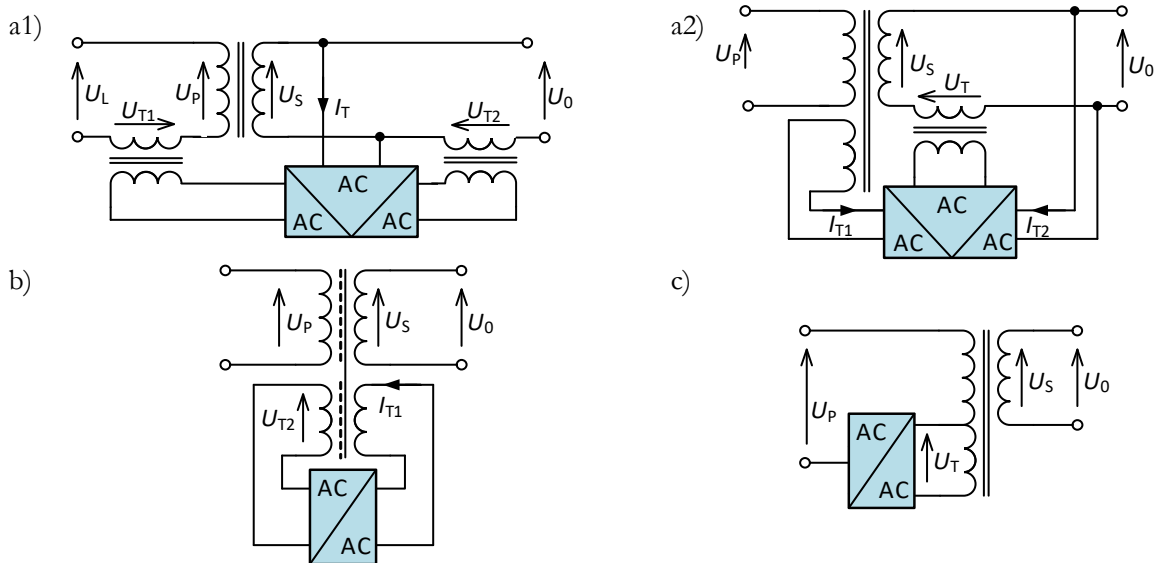 a1)
U_L
U_T1
U_P
U_S
I_T
U_T2
U_0
AC
AC
AC
a2)
U_P
U_S
U_T
U_0
I_T1
I_T2
AC
AC
AC
b)
U_P
U_S
U_0
U_T2
I_T1
AC
AC
c)
U_P
AC
AC
U_T
U_S
U_0